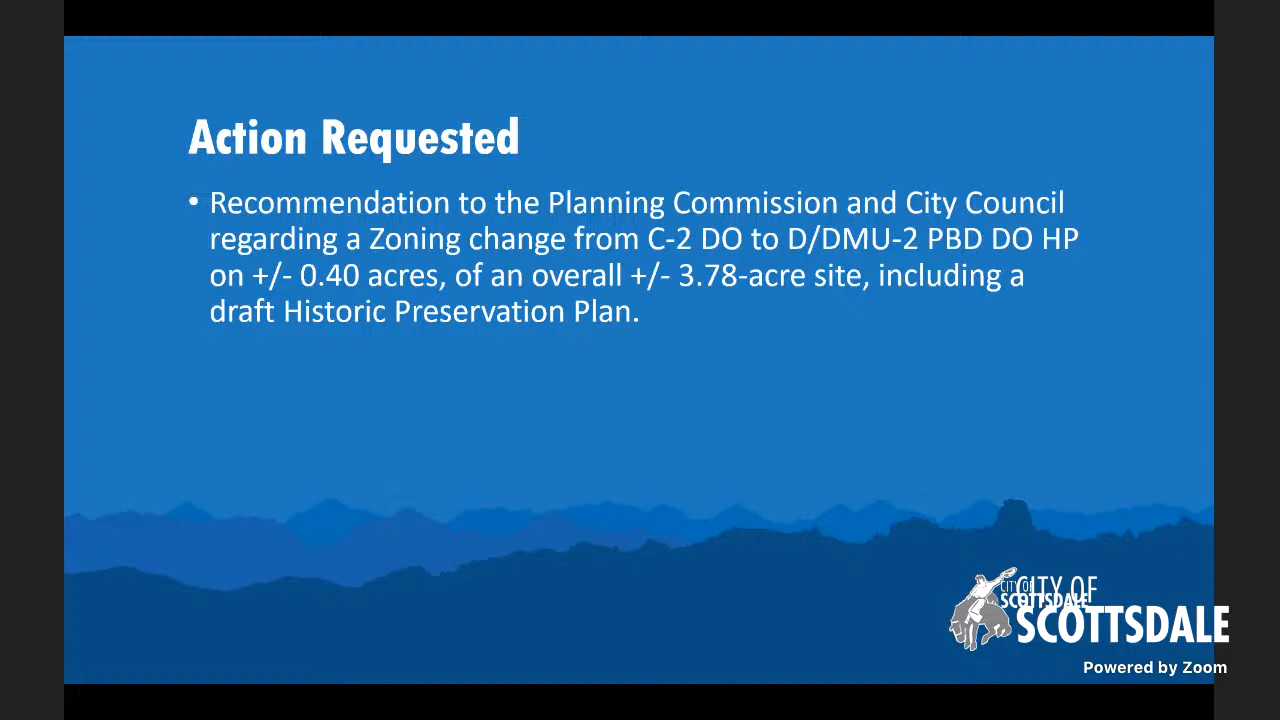 Action Requested
• Recommendation to the Planning Commission and City Council
regarding a Zoning change from C-2 DO to D/DMU-2 PBD DO HP
on +/- 0.40 acres, of an overall +/- 3.78-acre site, including a
draft Historic Preservation Plan.
CITY OF
SCOTTSDALE
CITY OF
SCOTTSDALE
Powered by Zoom